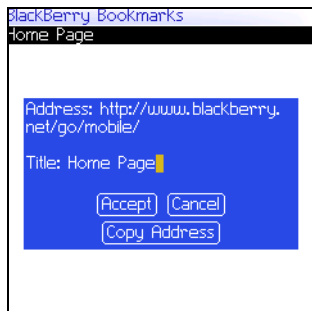 BlackBerry Bookmarks
Home Page
Address: http://www.blackberry.
net/go/mobile/
Title: Home Page
Accept Cancel
Copy Address